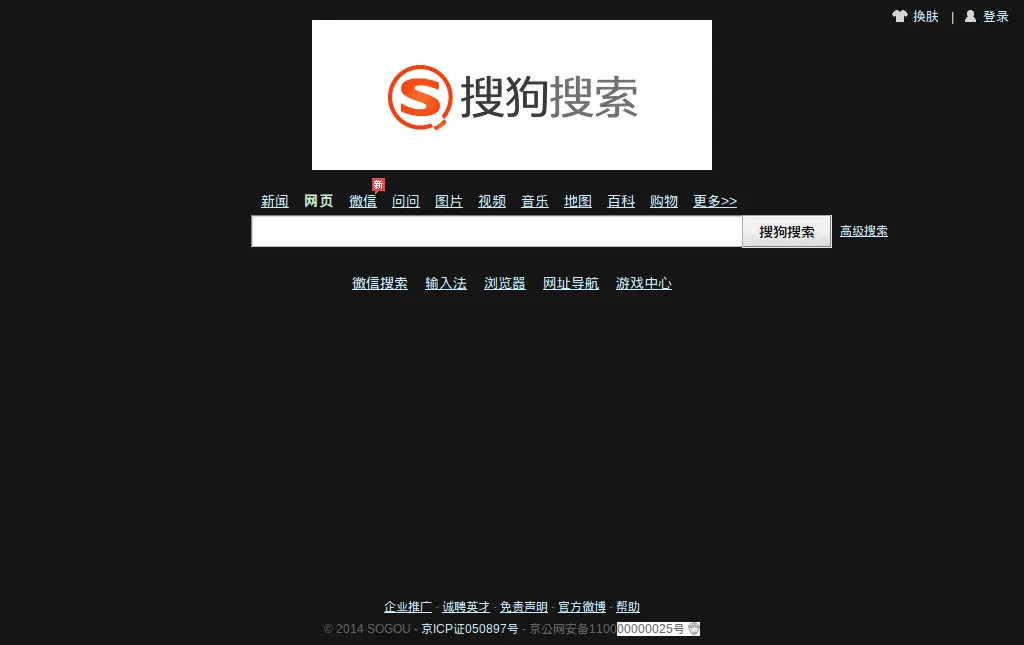 换肤 | 登录
搜狗搜索
新
新闻 网页 微信 问问 图片 视频 音乐 地图 百科 购物 更多>>
搜狗搜索 高级搜索
微信搜索 输入法 浏览器 网址导航 游戏中心
企业推广 - 诚聘英才 - 免责声明 - 官方微博 - 帮助
© 2014 SOGOU - 京ICP证050897号 - 京公网安备110000000025号